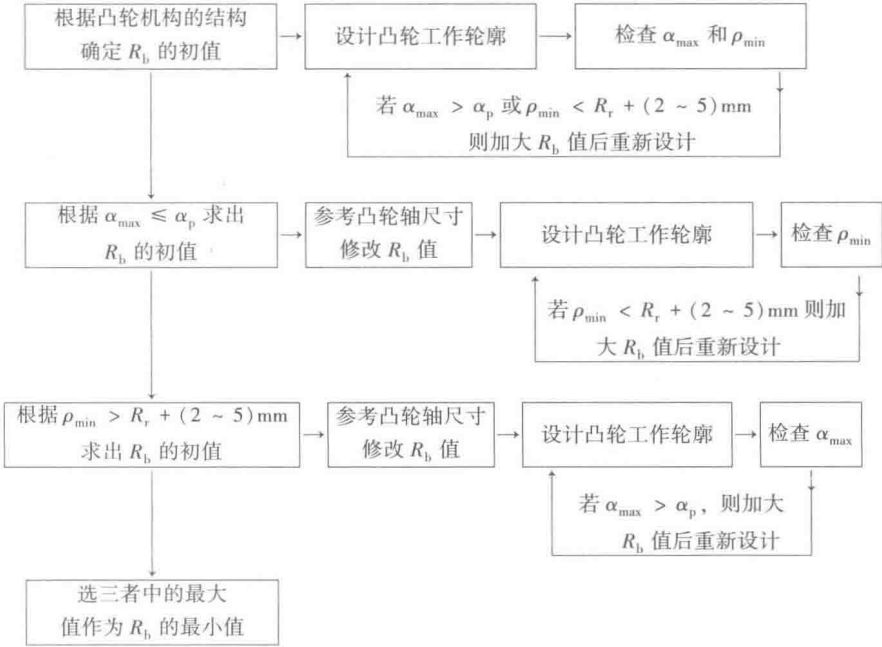 根据凸轮机构的结构
确定 R_b 的初值
设计凸轮工作轮廓
检查 α_max 和 ρ_min
若 α_max > α_p 或 ρ_min < R_r + (2 ~ 5)mm
则加大 R_b 值后重新设计
根据 α_max ≤ α_p 求出
R_b 的初值
参考凸轮轴尺寸
修改 R_b 值
设计凸轮工作轮廓
检查 ρ_min
若 ρ_min < R_r + (2 ~ 5)mm 则加
大 R_b 值后重新设计
根据 ρ_min > R_r + (2 ~ 5)mm
求出 R_b 的初值
参考凸轮轴尺寸
修改 R_b 值
设计凸轮工作轮廓
检查 α_max
若 α_max > α_p，则加大
R_b 值后重新设计
选三者中的最大
值作为 R_b 的最小值